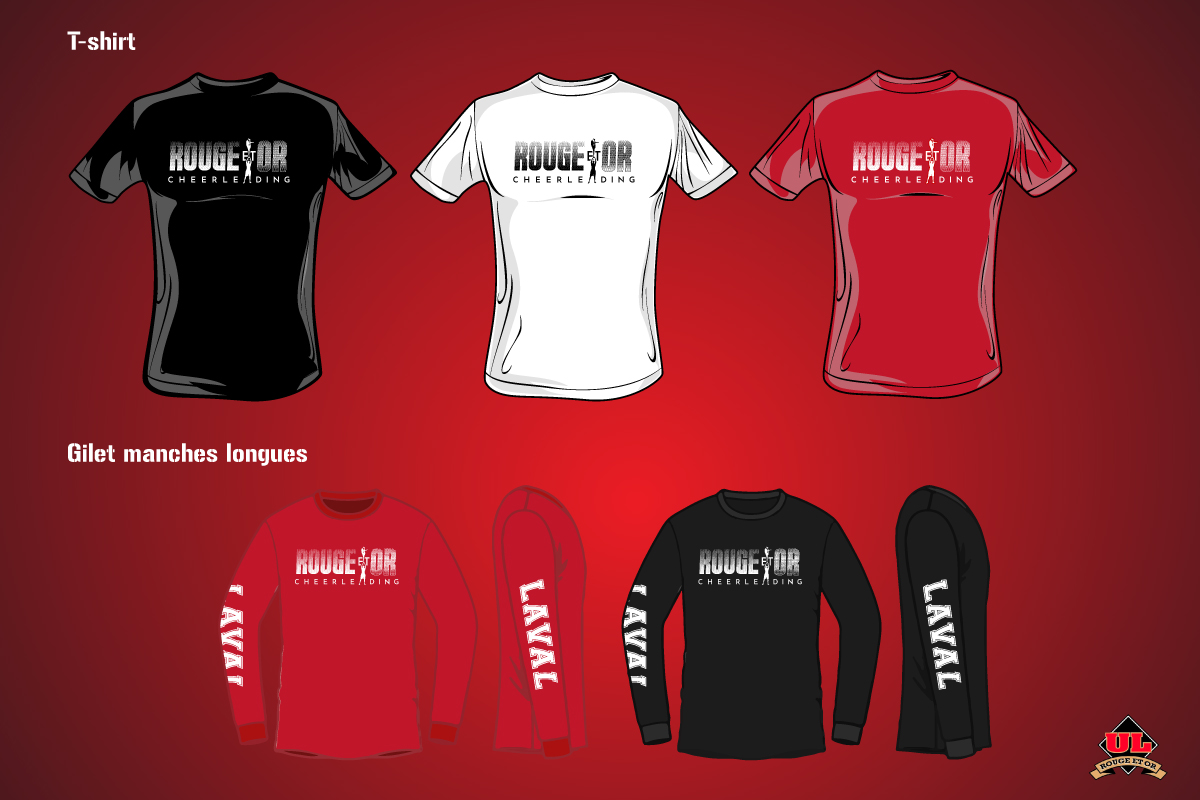 T-shirt
ROUGE ET OR
CHEERLEADING
ROUGE ET OR
CHEERLEADING
ROUGE ET OR
CHEERLEADING
Gilet manches longues
ROUGE ET OR
CHEERLEADING
LAVAL
LAVAL
ROUGE ET OR
CHEERLEADING
LAVAL
LAVAL
UL
ROUGE ET OR